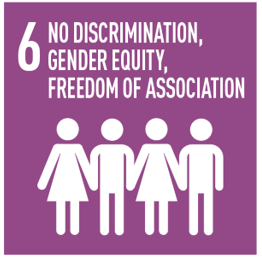 6 NO DISCRIMINATION,
GENDER EQUITY,
FREEDOM OF ASSOCIATION